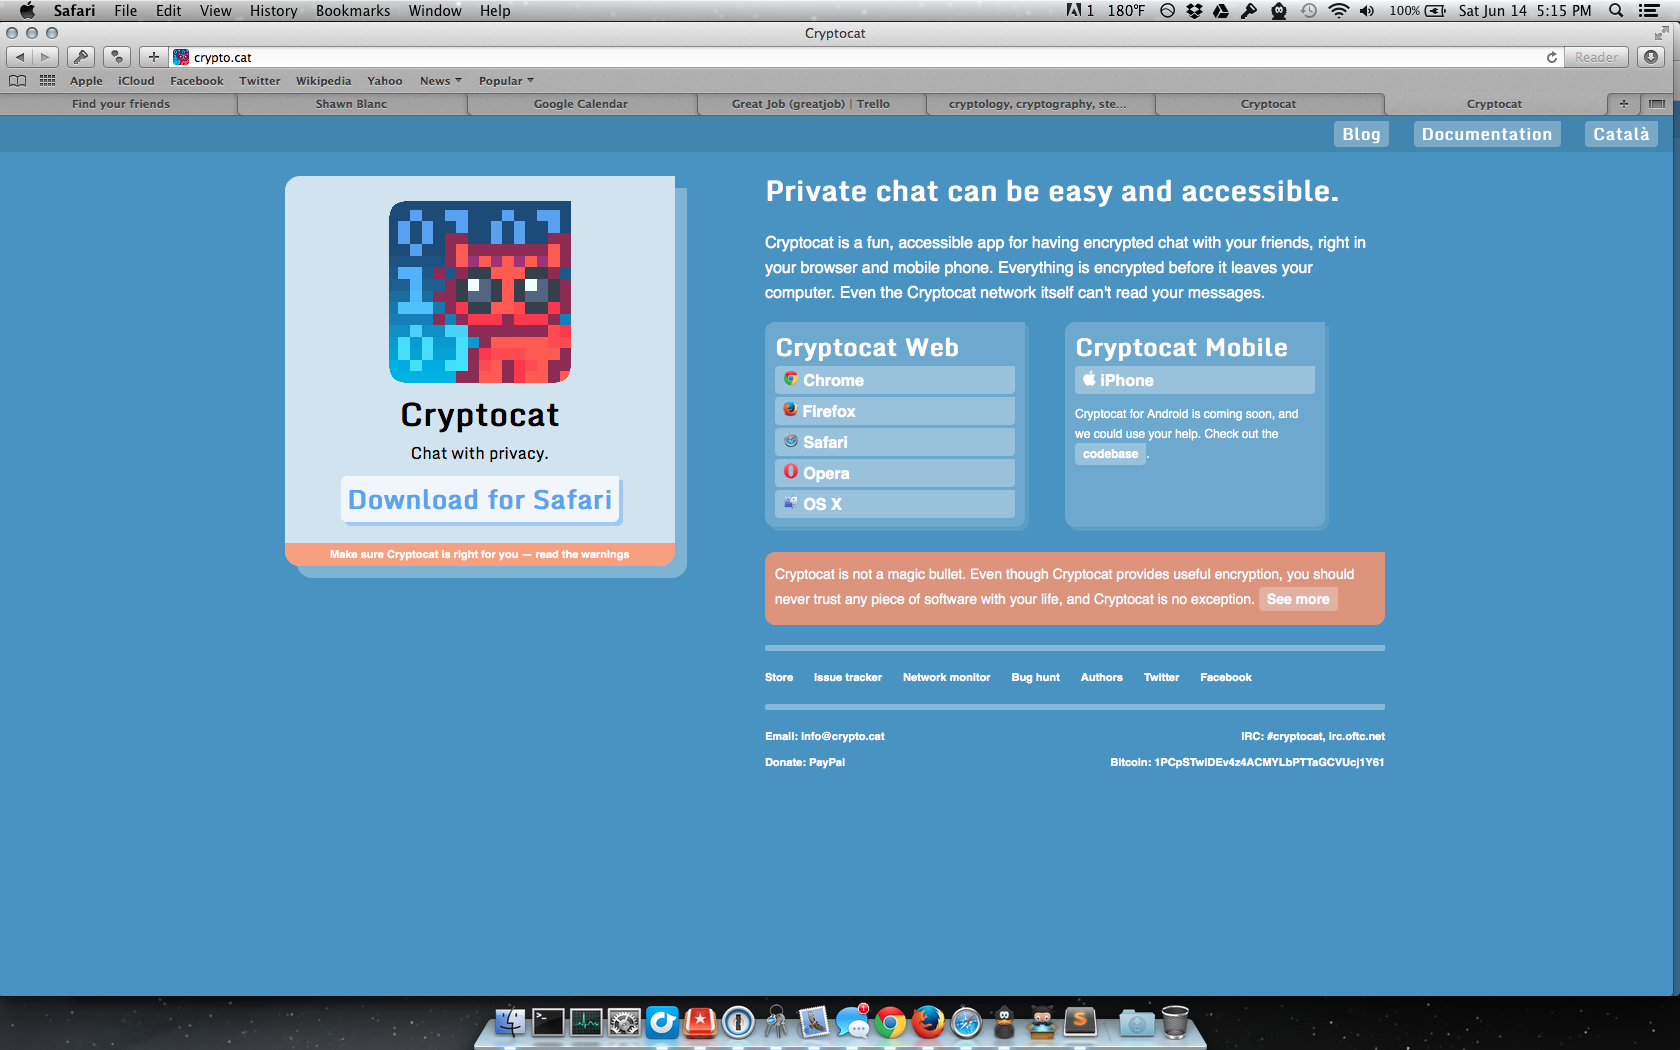 Safari File Edit View History Bookmarks Window Help
1 180°F 100% Sat Jun 14 5:15 PM
Cryptocat
crypto.cat
Reader
Apple iCloud Facebook Twitter Wikipedia Yahoo News Popular
Find your friends Shawn Blanc Google Calendar Great Job (greatjob) | Trello cryptology, cryptography, ste... Cryptocat Cryptocat
Blog Documentation Català
Cryptocat
Chat with privacy.
Download for Safari
Make sure Cryptocat is right for you — read the warnings
Private chat can be easy and accessible.
Cryptocat is a fun, accessible app for having encrypted chat with your friends, right in
your browser and mobile phone. Everything is encrypted before it leaves your
computer. Even the Cryptocat network itself can't read your messages.
Cryptocat Web
Chrome
Firefox
Safari
Opera
OS X
Cryptocat Mobile
iPhone
Cryptocat for Android is coming soon, and
we could use your help. Check out the
codebase.
Cryptocat is not a magic bullet. Even though Cryptocat provides useful encryption, you should
never trust any piece of software with your life, and Cryptocat is no exception. See more
Store Issue tracker Network monitor Bug hunt Authors Twitter Facebook
Email: info@crypto.cat IRC: #cryptocat, irc.oftc.net
Donate: PayPal Bitcoin: 1PCpSTwiDEv4z4ACMYLbPTTaGCVUcj1Y61